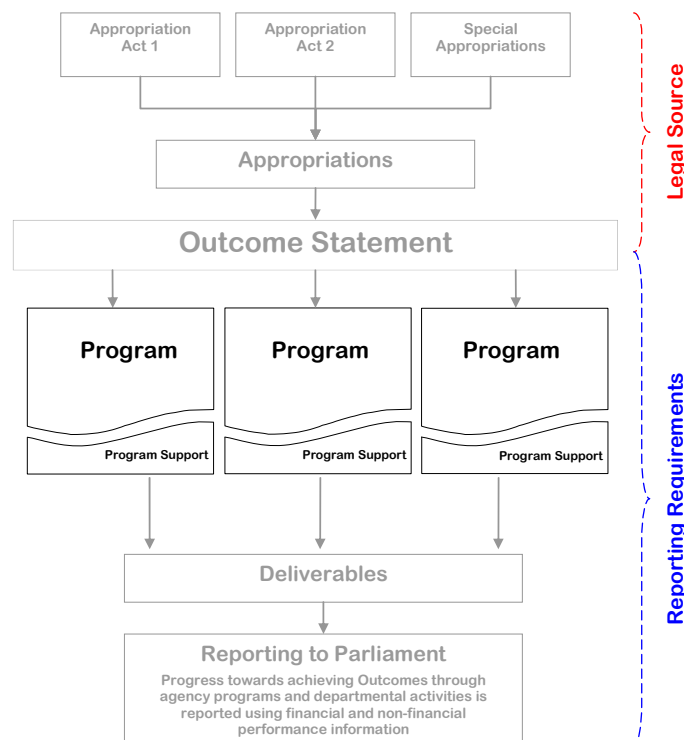 Appropriation
Act 1
Appropriation
Act 2
Special
Appropriations
Legal Source
Appropriations
Outcome Statement
Program
Program
Program
Program Support
Program Support
Program Support
Reporting Requirements
Deliverables
Reporting to Parliament
Progress towards achieving Outcomes through
agency programs and departmental activities is
reported using financial and non-financial
performance information